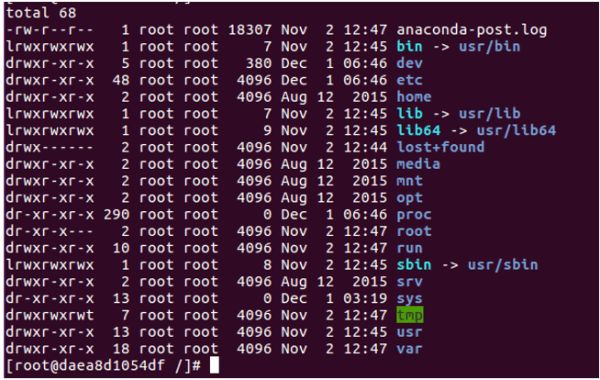 total 68
-rw-r--r--   1 root root 18307 Nov  2 12:47 anaconda-post.log
lrwxrwxrwx   1 root root     7 Nov  2 12:45 bin -> usr/bin
drwxr-xr-x   5 root root   380 Dec  1 06:46 dev
drwxr-xr-x  48 root root  4096 Dec  1 06:46 etc
drwxr-xr-x   2 root root  4096 Aug 12  2015 home
lrwxrwxrwx   1 root root     7 Nov  2 12:45 lib -> usr/lib
lrwxrwxrwx   1 root root     9 Nov  2 12:45 lib64 -> usr/lib64
drwx------   2 root root  4096 Nov  2 12:44 lost+found
drwxr-xr-x   2 root root  4096 Aug 12  2015 media
drwxr-xr-x   2 root root  4096 Aug 12  2015 mnt
drwxr-xr-x   2 root root  4096 Aug 12  2015 opt
dr-xr-xr-x 290 root root     0 Dec  1 06:46 proc
dr-xr-x---   2 root root  4096 Nov  2 12:47 root
drwxr-xr-x  10 root root  4096 Nov  2 12:47 run
lrwxrwxrwx   1 root root     8 Nov  2 12:45 sbin -> usr/sbin
drwxr-xr-x   2 root root  4096 Aug 12  2015 srv
dr-xr-xr-x  13 root root     0 Dec  1 03:19 sys
drwxrwxrwt   7 root root  4096 Nov  2 12:47 tmp
drwxr-xr-x  13 root root  4096 Nov  2 12:45 usr
drwxr-xr-x  18 root root  4096 Nov  2 12:47 var
[root@daea8d1054df /]#